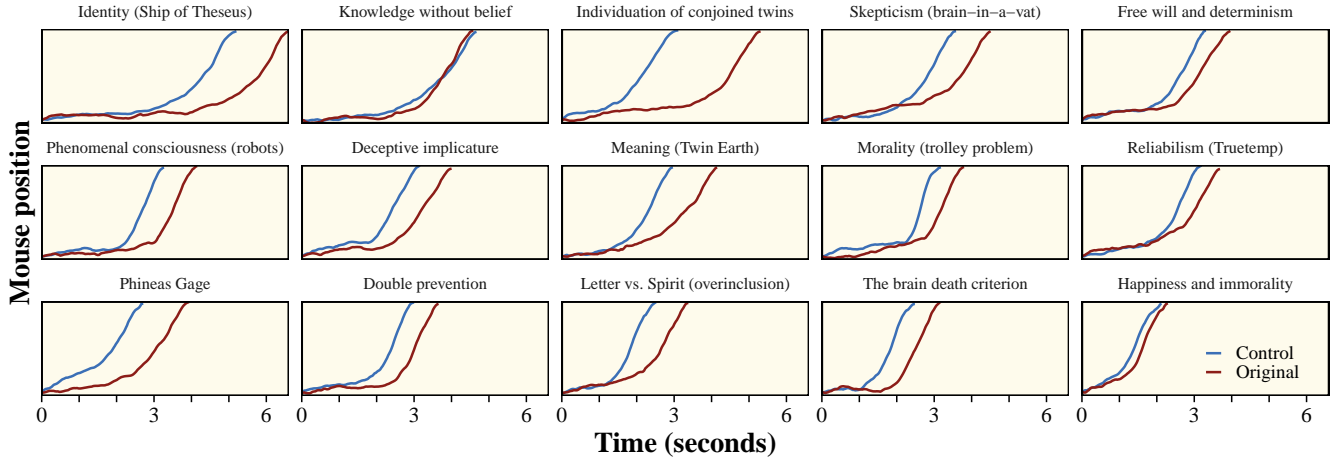 Identity (Ship of Theseus)
Knowledge without belief
Individuation of conjoined twins
Skepticism (brain−in−a−vat)
Free will and determinism
Phenomenal consciousness (robots)
Deceptive implicature
Meaning (Twin Earth)
Morality (trolley problem)
Reliabilism (Truetemp)
Mouse position
Phineas Gage
Double prevention
Letter vs. Spirit (overinclusion)
The brain death criterion
Happiness and immorality
Control
Original
0 3 6 0 3 6 0 3 6 0 3 6 0 3 6
Time (seconds)